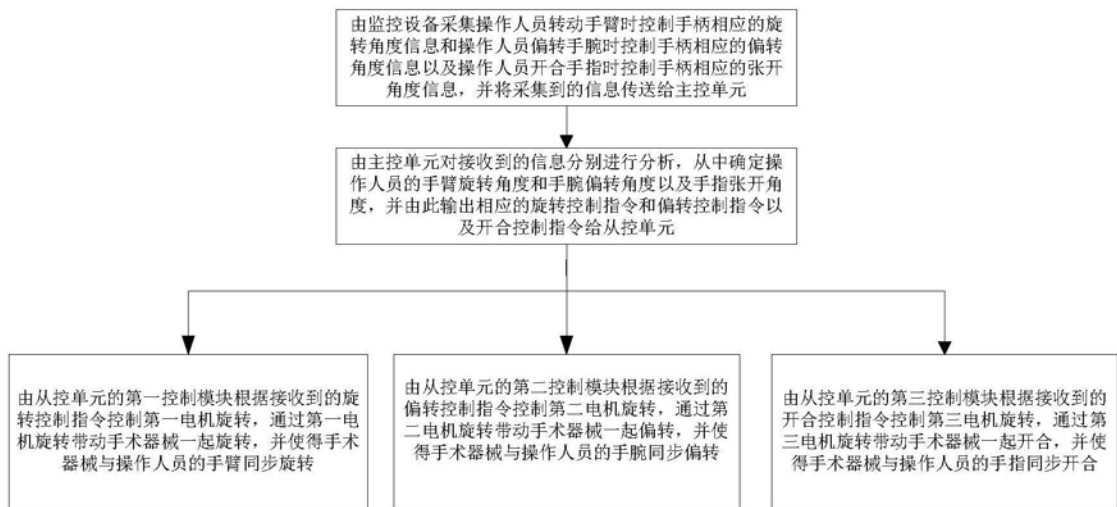 由监控设备采集操作人员转动手臂时控制手柄相应的旋
转角度信息和操作人员偏转手腕时控制手柄相应的偏转
角度信息以及操作人员开合手指时控制手柄相应的张开
角度信息，并将采集到的信息传送给主控单元
由主控单元对接收到的信息分别进行分析，从中确定操
作人员的手臂旋转角度和手腕偏转角度以及手指张开角
度，并由此输出相应的旋转控制指令和偏转控制指令以
及开合控制指令给从控单元
由从控单元的第一控制模块根据接收到的旋
转控制指令控制第一电机旋转，通过第一电
机旋转带动手术器械一起旋转，并使得手术
器械与操作人员的手臂同步旋转
由从控单元的第二控制模块根据接收到的
偏转控制指令控制第二电机旋转，通过第
二电机旋转带动手术器械一起偏转，并使
得手术器械与操作人员的手腕同步偏转
由从控单元的第三控制模块根据接收到的
开合控制指令控制第三电机旋转，通过第
三电机旋转带动手术器械一起开合，并使
得手术器械与操作人员的手指同步开合